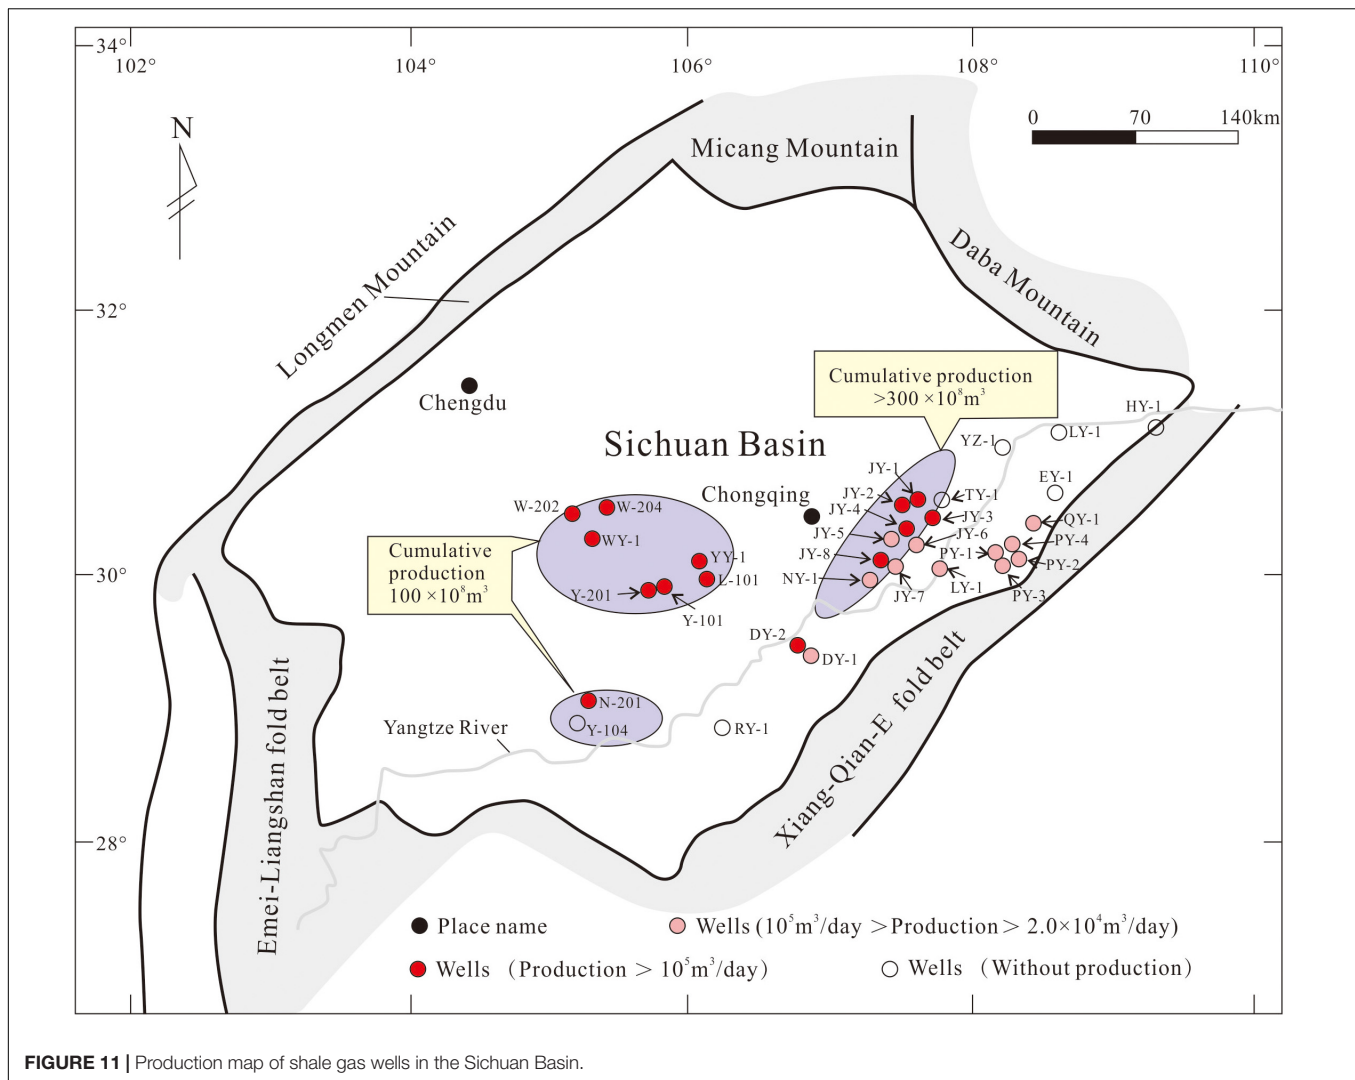 34°
102°
104°
106°
108°
110°
0
70
140km
N
Micang Mountain
Longmen Mountain
Daba Mountain
32°
Cumulative production
>300 ×10⁸m³
Chengdu
HY-1
LY-1
YZ-1
Sichuan Basin
JY-1
EY-1
Chongqing
JY-2
TY-1
W-202
W-204
JY-4
JY-3
QY-1
JY-5
JY-6
WY-1
PY-4
Cumulative
production
100 ×10⁸m³
JY-8
PY-1
YY-1
PY-2
30°
L-101
NY-1
LY-1
Y-201
JY-7
PY-3
Y-101
DY-2
DY-1
N-201
Y-104
Yangtze River
RY-1
Emei-Liangshan fold belt
Xiang-Qian-E fold belt
28°
Place name
Wells (10⁵m³/day >Production > 2.0×10⁴m³/day)
Wells (Production > 10⁵m³/day)
Wells (Without production)
FIGURE 11 | Production map of shale gas wells in the Sichuan Basin.